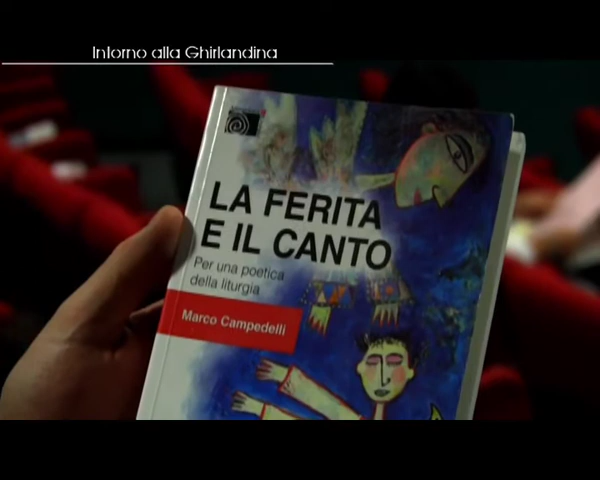 Intorno alla Ghirlandina
LA FERITA
E IL CANTO
Per una poetica
della liturgia
Marco Campedelli